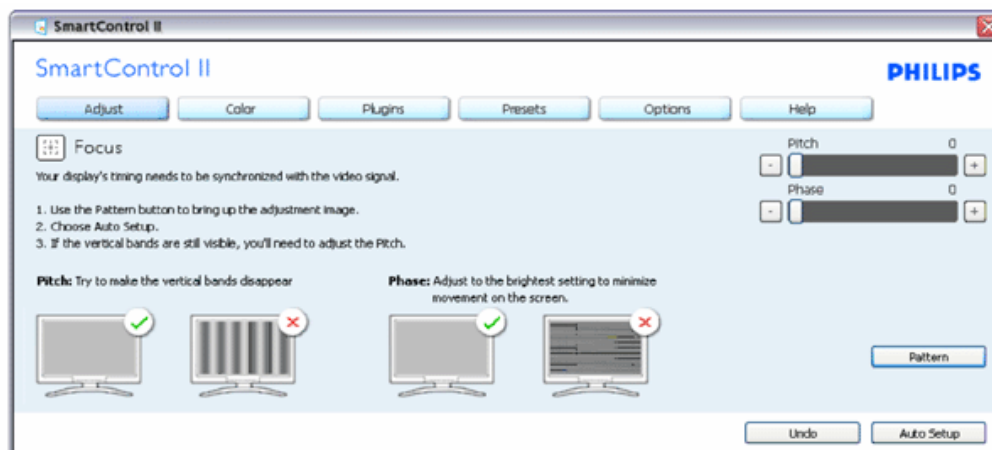 SmartControl II
SmartControl II
PHILIPS
Adjust
Color
Plugins
Presets
Options
Help
Focus
Your display's timing needs to be synchronized with the video signal.
1. Use the Pattern button to bring up the adjustment image.
2. Choose Auto Setup.
3. If the vertical bands are still visible, you'll need to adjust the Pitch.
Pitch 0
- +
Phase 0
- +
Pitch: Try to make the vertical bands disappear
Phase: Adjust to the brightest setting to minimize
movement on the screen.
Pattern
Undo
Auto Setup